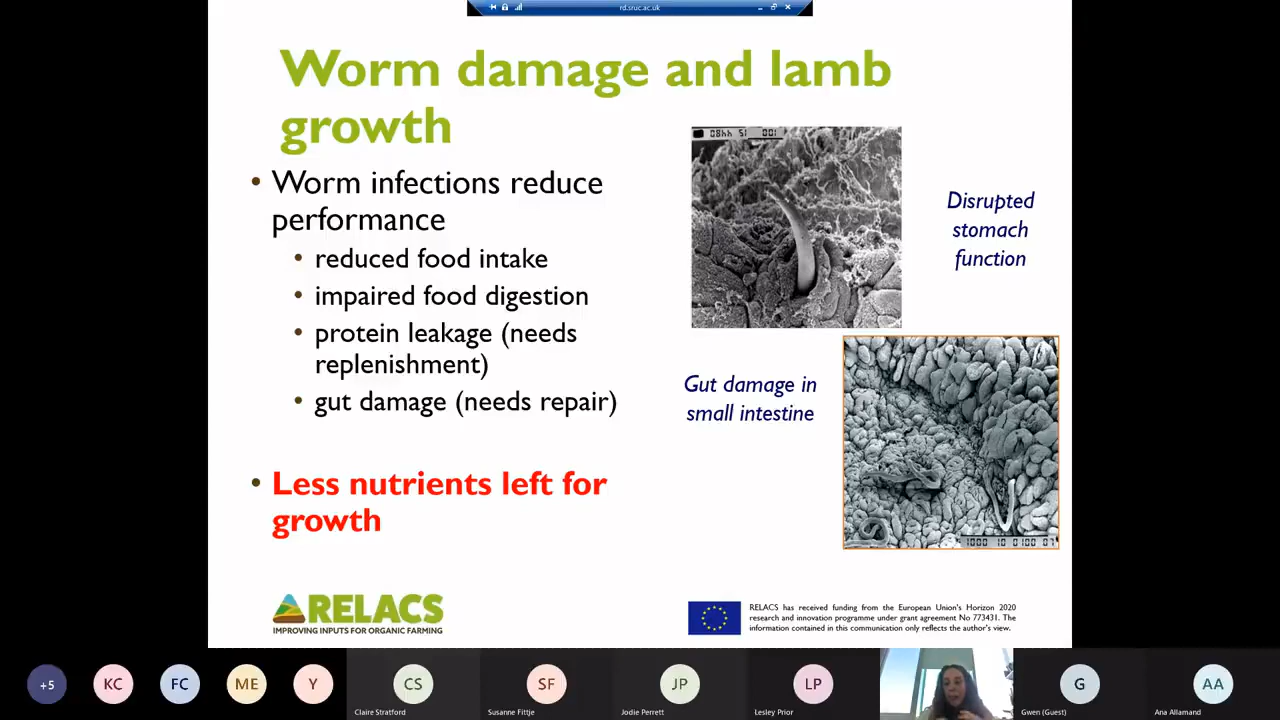 rd.sruc.ac.uk
Worm damage and lamb
growth
• Worm infections reduce
performance
• reduced food intake
• impaired food digestion
• protein leakage (needs
replenishment)
• gut damage (needs repair)
• Less nutrients left for
growth
Disrupted
stomach
function
Gut damage in
small intestine
RELACS
IMPROVING INPUTS FOR ORGANIC FARMING
RELACS has received funding from the European Union's Horizon 2020
research and innovation programme under grant agreement No 773431. The
information contained in this communication only reflects the author's view.
+5
KC
FC
ME
Y
CS
Claire Stratford
SF
Susanne Fittje
JP
Jodie Perrett
LP
Lesley Prior
G
Gwen (Guest)
AA
Ana Allamand